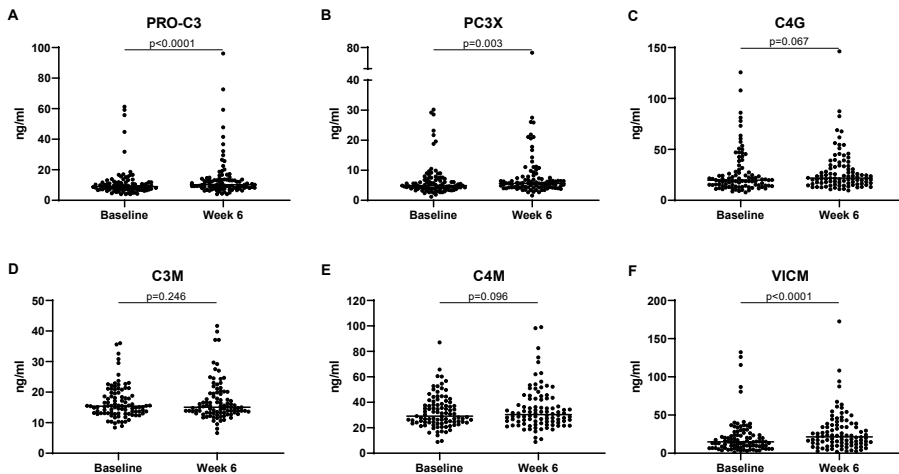 A
PRO-C3
p<0.0001
ng/ml
100
80
60
40
20
0
Baseline
Week 6
B
PC3X
p=0.003
ng/ml
80
40
30
20
10
0
Baseline
Week 6
C
C4G
p=0.067
ng/ml
150
100
50
0
Baseline
Week 6
D
C3M
p=0.246
ng/ml
50
40
30
20
10
0
Baseline
Week 6
E
C4M
p=0.096
ng/ml
120
100
80
60
40
20
0
Baseline
Week 6
F
VICM
p<0.0001
ng/ml
200
150
100
50
0
Baseline
Week 6